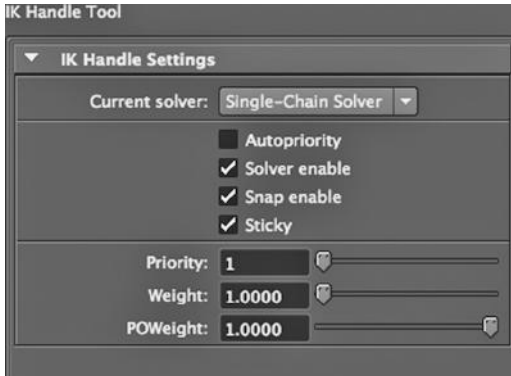 IK Handle Tool
IK Handle Settings
Current solver: Single-Chain Solver
Autopriority
Solver enable
Snap enable
Sticky
Priority: 1
Weight: 1.0000
POWeight: 1.0000